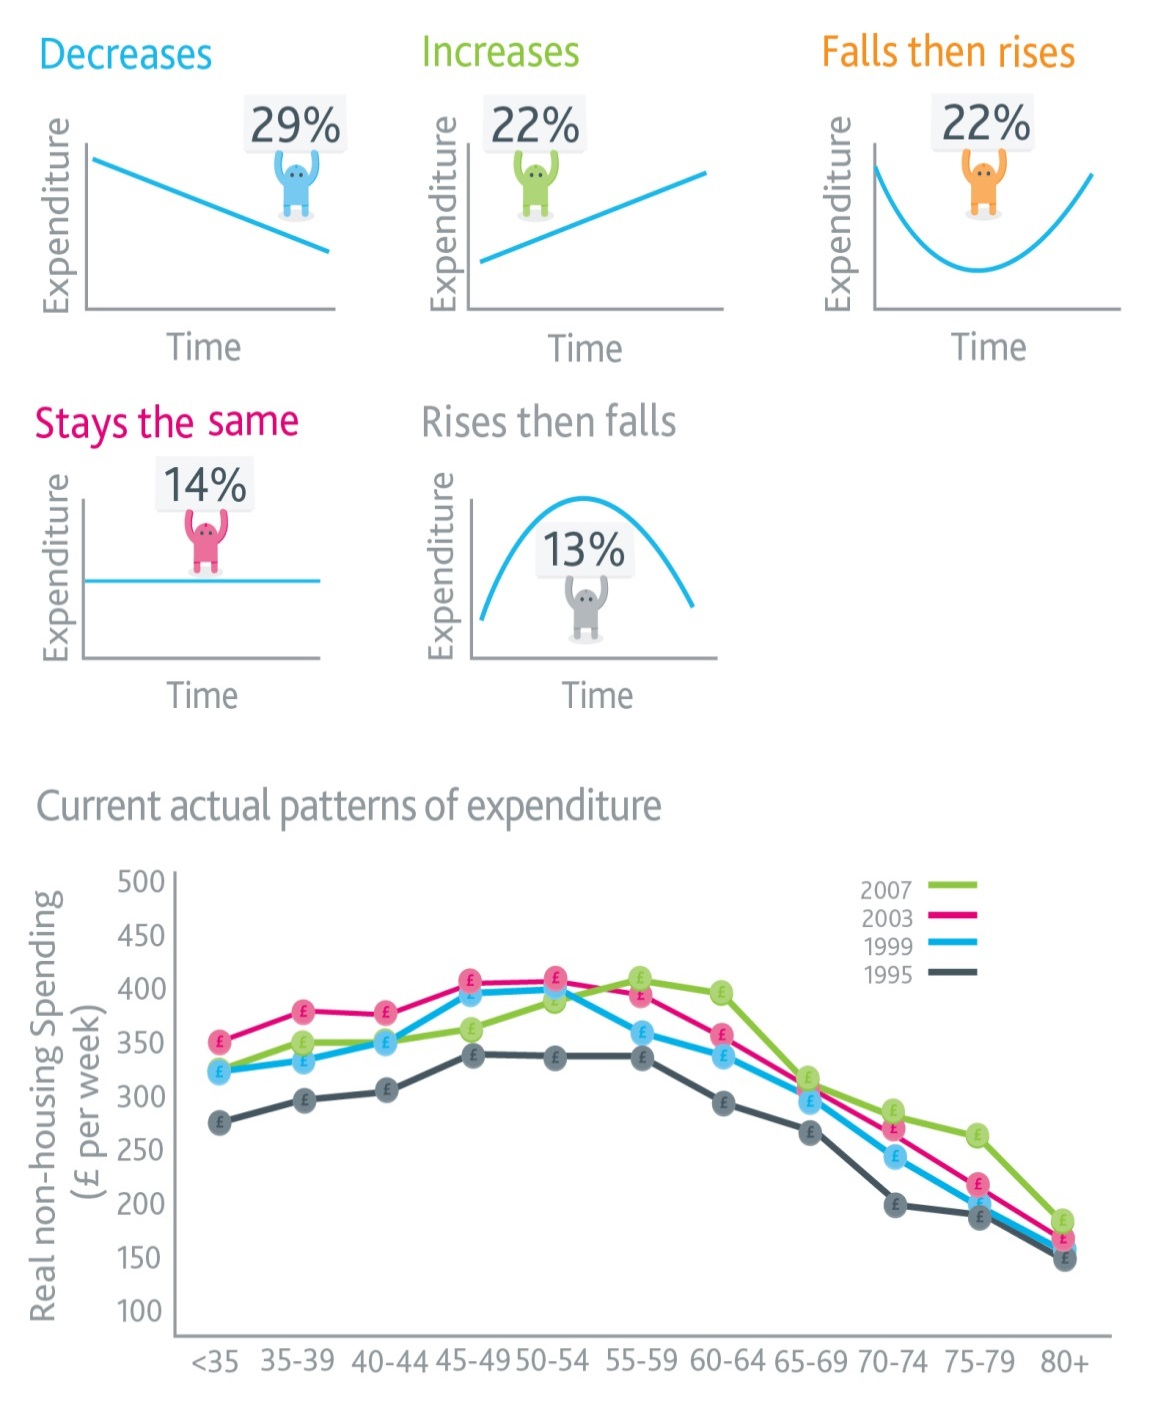 Decreases
29%
Expenditure
Time
Increases
22%
Expenditure
Time
Falls then rises
22%
Expenditure
Time
Stays the same
14%
Expenditure
Time
Rises then falls
13%
Expenditure
Time
Current actual patterns of expenditure
Real non-housing Spending
(£ per week)
500
450
400
350
300
250
200
150
100
2007
2003
1999
1995
<35 35-39 40-44 45-49 50-54 55-59 60-64 65-69 70-74 75-79 80+